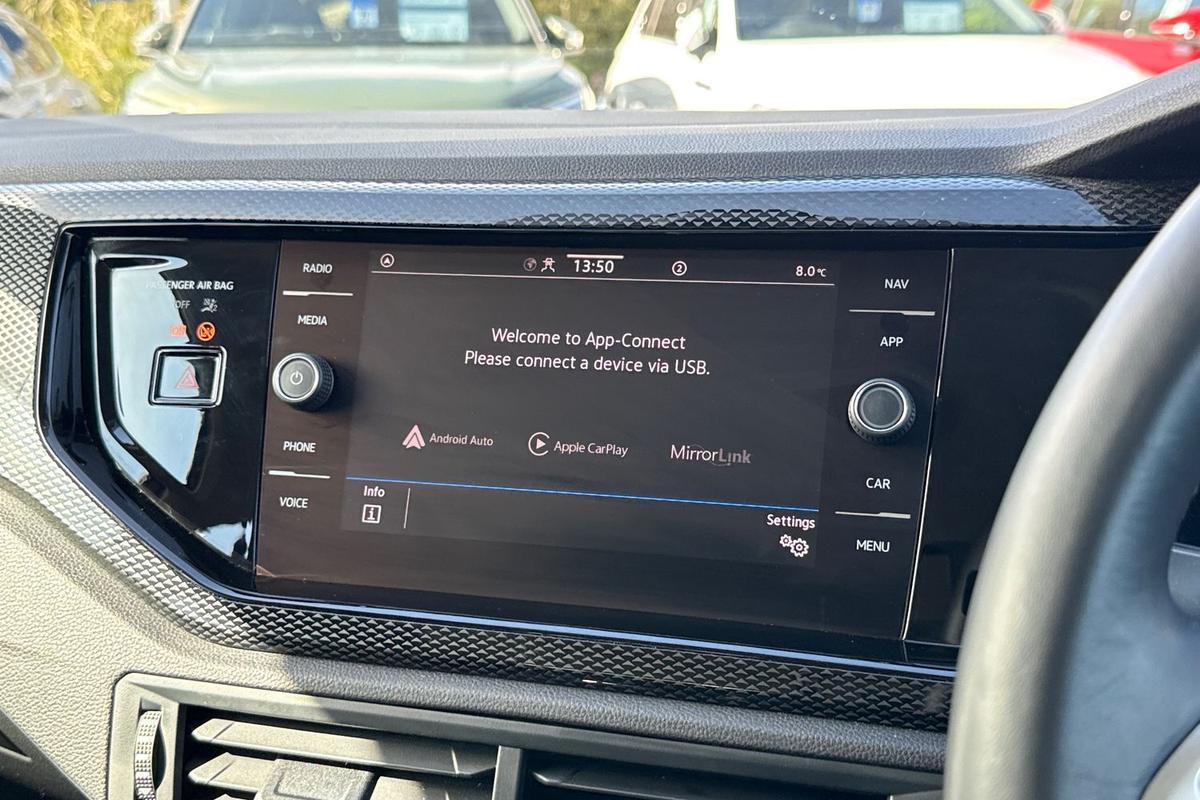 PASSENGER AIR BAG
OFF
RADIO
MEDIA
PHONE
VOICE
13:50
2
8.0°C
Welcome to App-Connect
Please connect a device via USB.
Android Auto
Apple CarPlay
MirrorLink
Info
i
Settings
NAV
APP
CAR
MENU